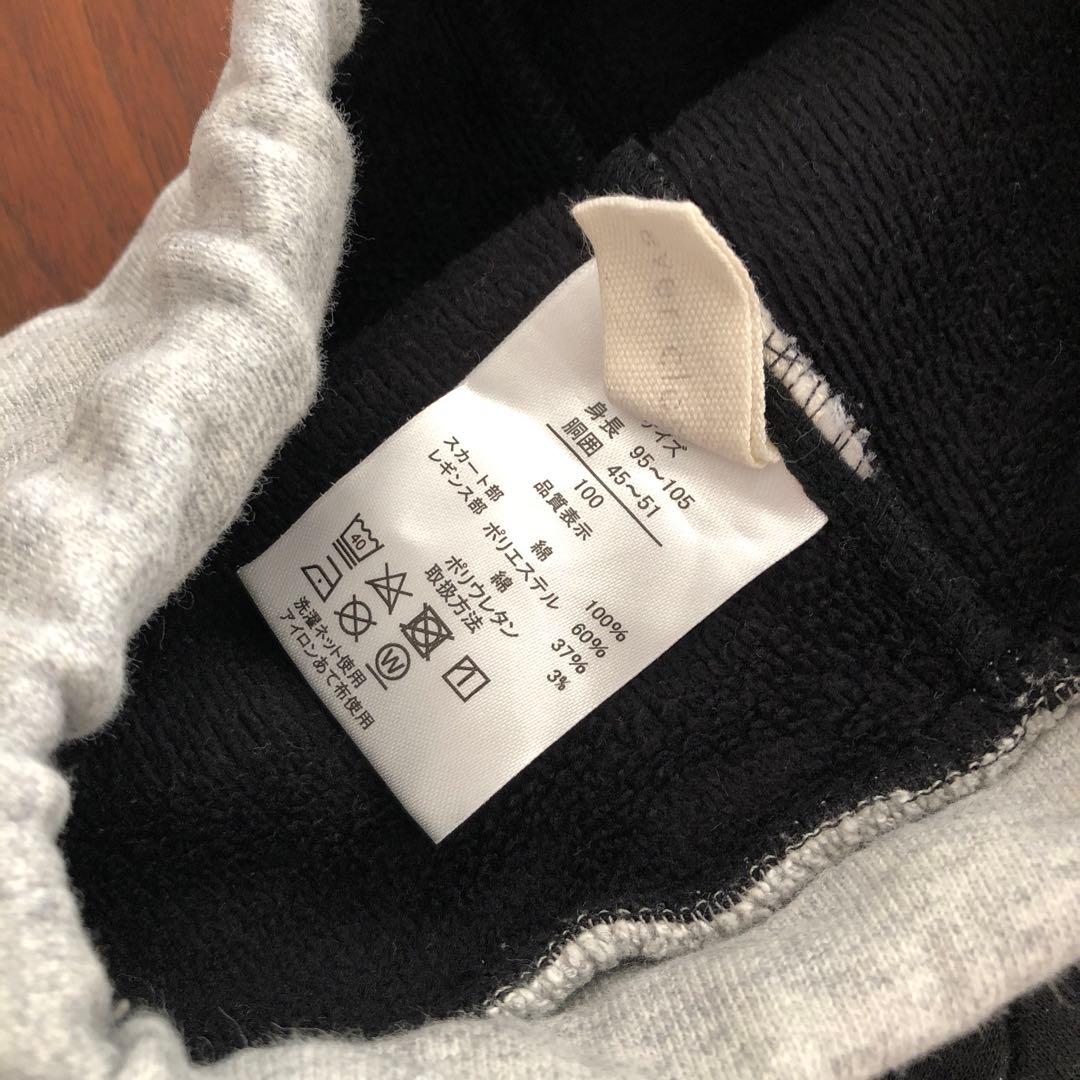 イズ
身長 95〜105
胴囲 45〜51
100
品質表示
スカート部 綿 100%
レギンス部 ポリエステル 60%
綿 37%
ポリウレタン 3%
取扱方法
40
W
洗濯ネット使用
アイロンあて布使用